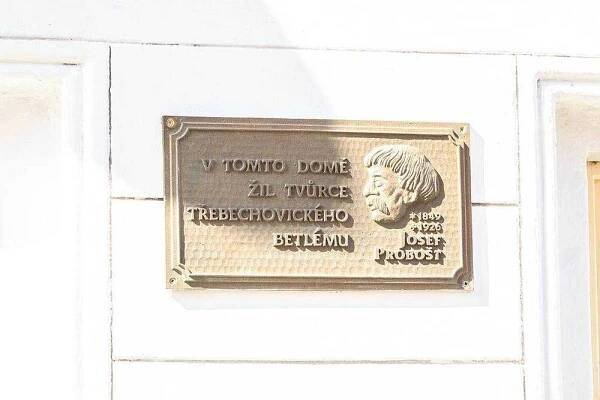 V TOMTO DOMĚ
ŽIL TVŮRCE
TŘEBECHOVICKÉHO
BETLÉMU
*1849
*1926
JOSEF
PROBOŠT